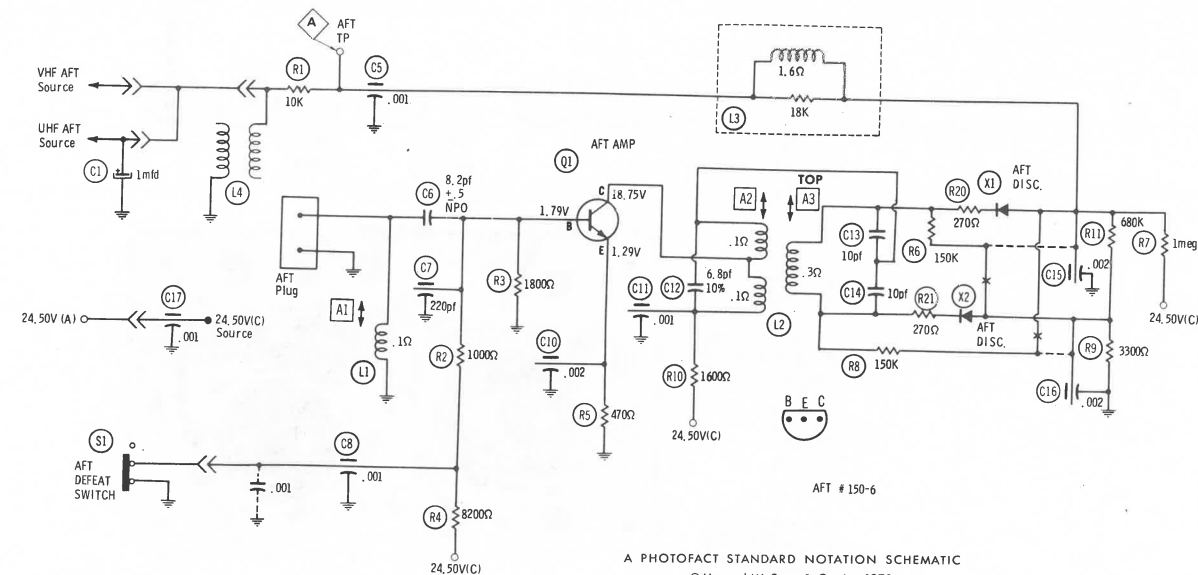 A
AFT
TP
VHF AFT
Source
R1
10K
C5
.001
1.6Ω
18K
L3
UHF AFT
Source
C1
1mfd
L4
AFT AMP
Q1
C6
8.2pf
±.5
NPO
1.79V
B
C
18.75V
E
1.29V
A2
TOP
A3
R20
270Ω
X1
AFT
DISC.
AFT
Plug
C7
220pf
R3
1800Ω
.1Ω
C13
10pf
R6
150K
R11
680K
R7
1meg
C15
.002
24.50V(C)
C17
24.50V (A)
24.50V(C)
Source
.001
A1
.1Ω
L1
C11
.001
C12
6.8pf
10%
.1Ω
.3Ω
L2
C14
10pf
R21
270Ω
X2
AFT
DISC.
R2
1000Ω
C10
.002
R10
1600Ω
R8
150K
R9
3300Ω
C16
.002
R5
470Ω
24.50V(C)
B E C
S1
AFT
DEFEAT
SWITCH
.001
C8
.001
R4
8200Ω
24.50V(C)
AFT # 150-6
A PHOTOFACT STANDARD NOTATION SCHEMATIC